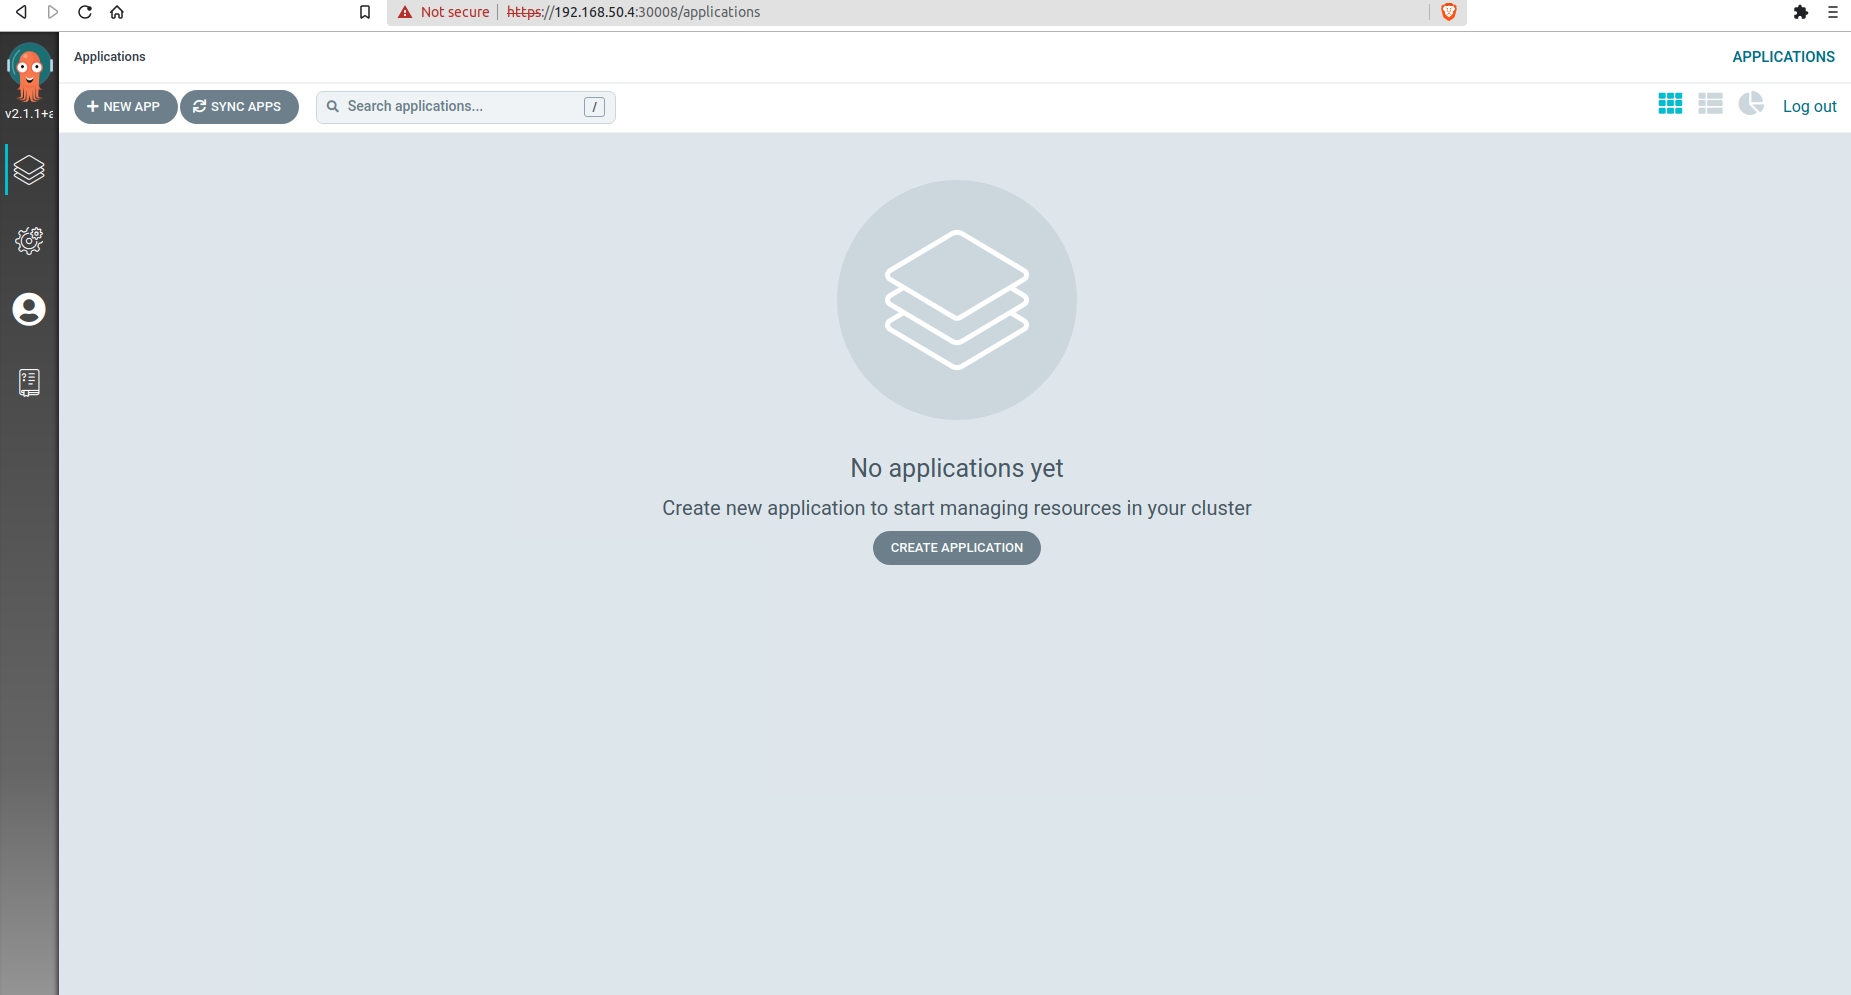 Not secure https://192.168.50.4:30008/applications
Applications
APPLICATIONS
v2.1.1+a
NEW APP
SYNC APPS
Search applications...
/
Log out
No applications yet
Create new application to start managing resources in your cluster
CREATE APPLICATION